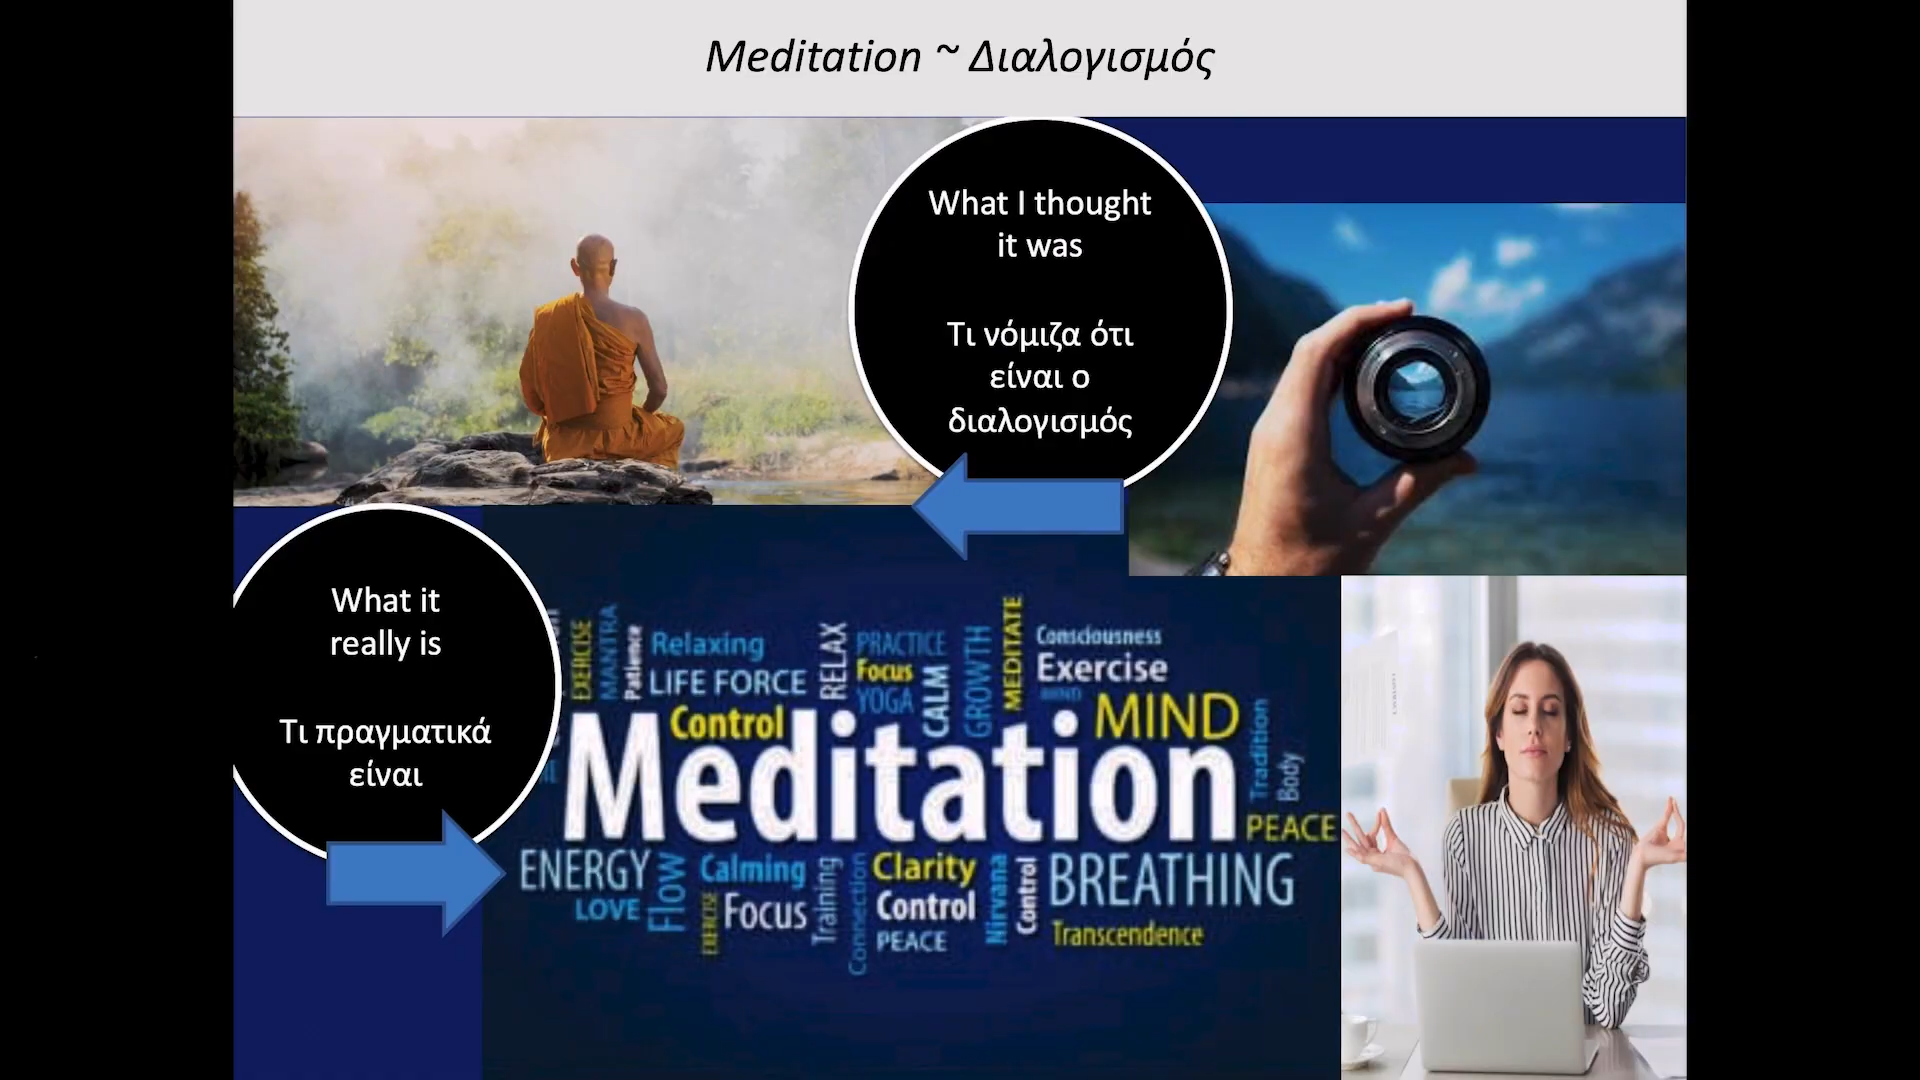 Meditation ~ Διαλογισμός
What I thought
it was
Τι νόμιζα ότι
είναι ο
διαλογισμός
What it
really is
Τι πραγματικά
είναι
EXERCISE
MANTRA
Patience
Relaxing
LIFE FORCE
Control
RELAX
PRACTICE
Focus
YOGA
CALM
GROWTH
MEDITATE
Consciousness
Exercise
MIND
MIND
Meditation
Tradition
Body
PEACE
ENERGY
LOVE
Flow
EXERCISE
Calming
Focus
Training
Connection
Clarity
Control
PEACE
Nirvana
Control
BREATHING
Transcendence